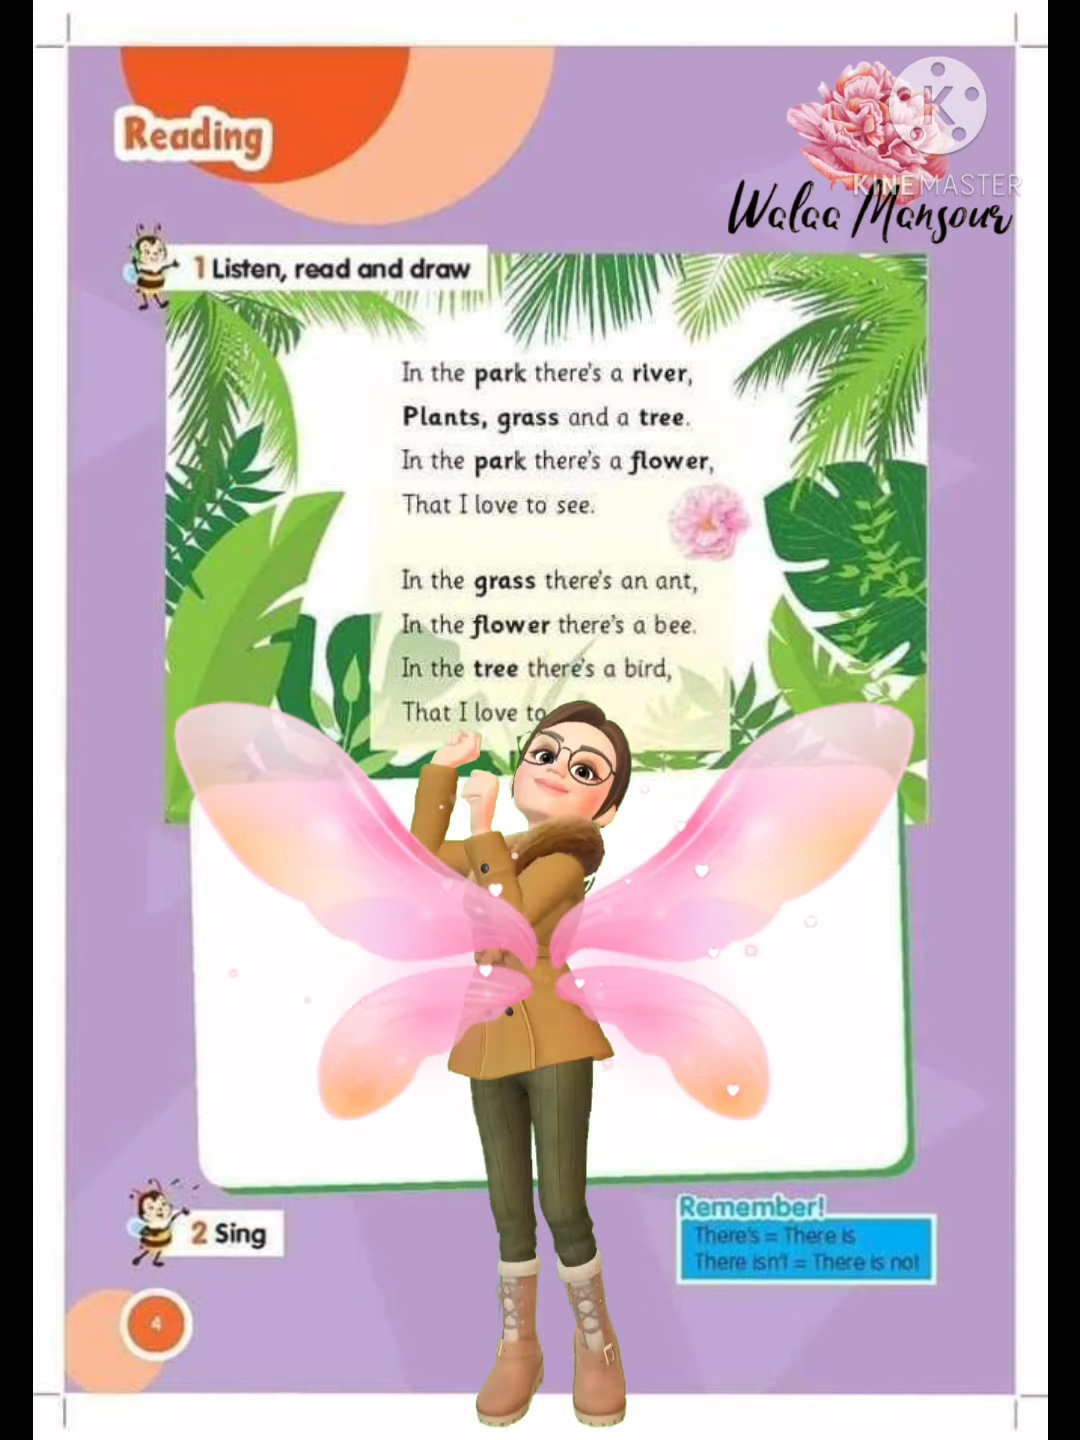 Reading
K
KINEMASTER
Walaa Mansour
1 Listen, read and draw
In the park there's a river,
Plants, grass and a tree.
In the park there's a flower,
That I love to see.
In the grass there's an ant,
In the flower there's a bee.
In the tree there's a bird,
That I love to
2 Sing
Remember!
There's = There is
There isn't = There is not
4